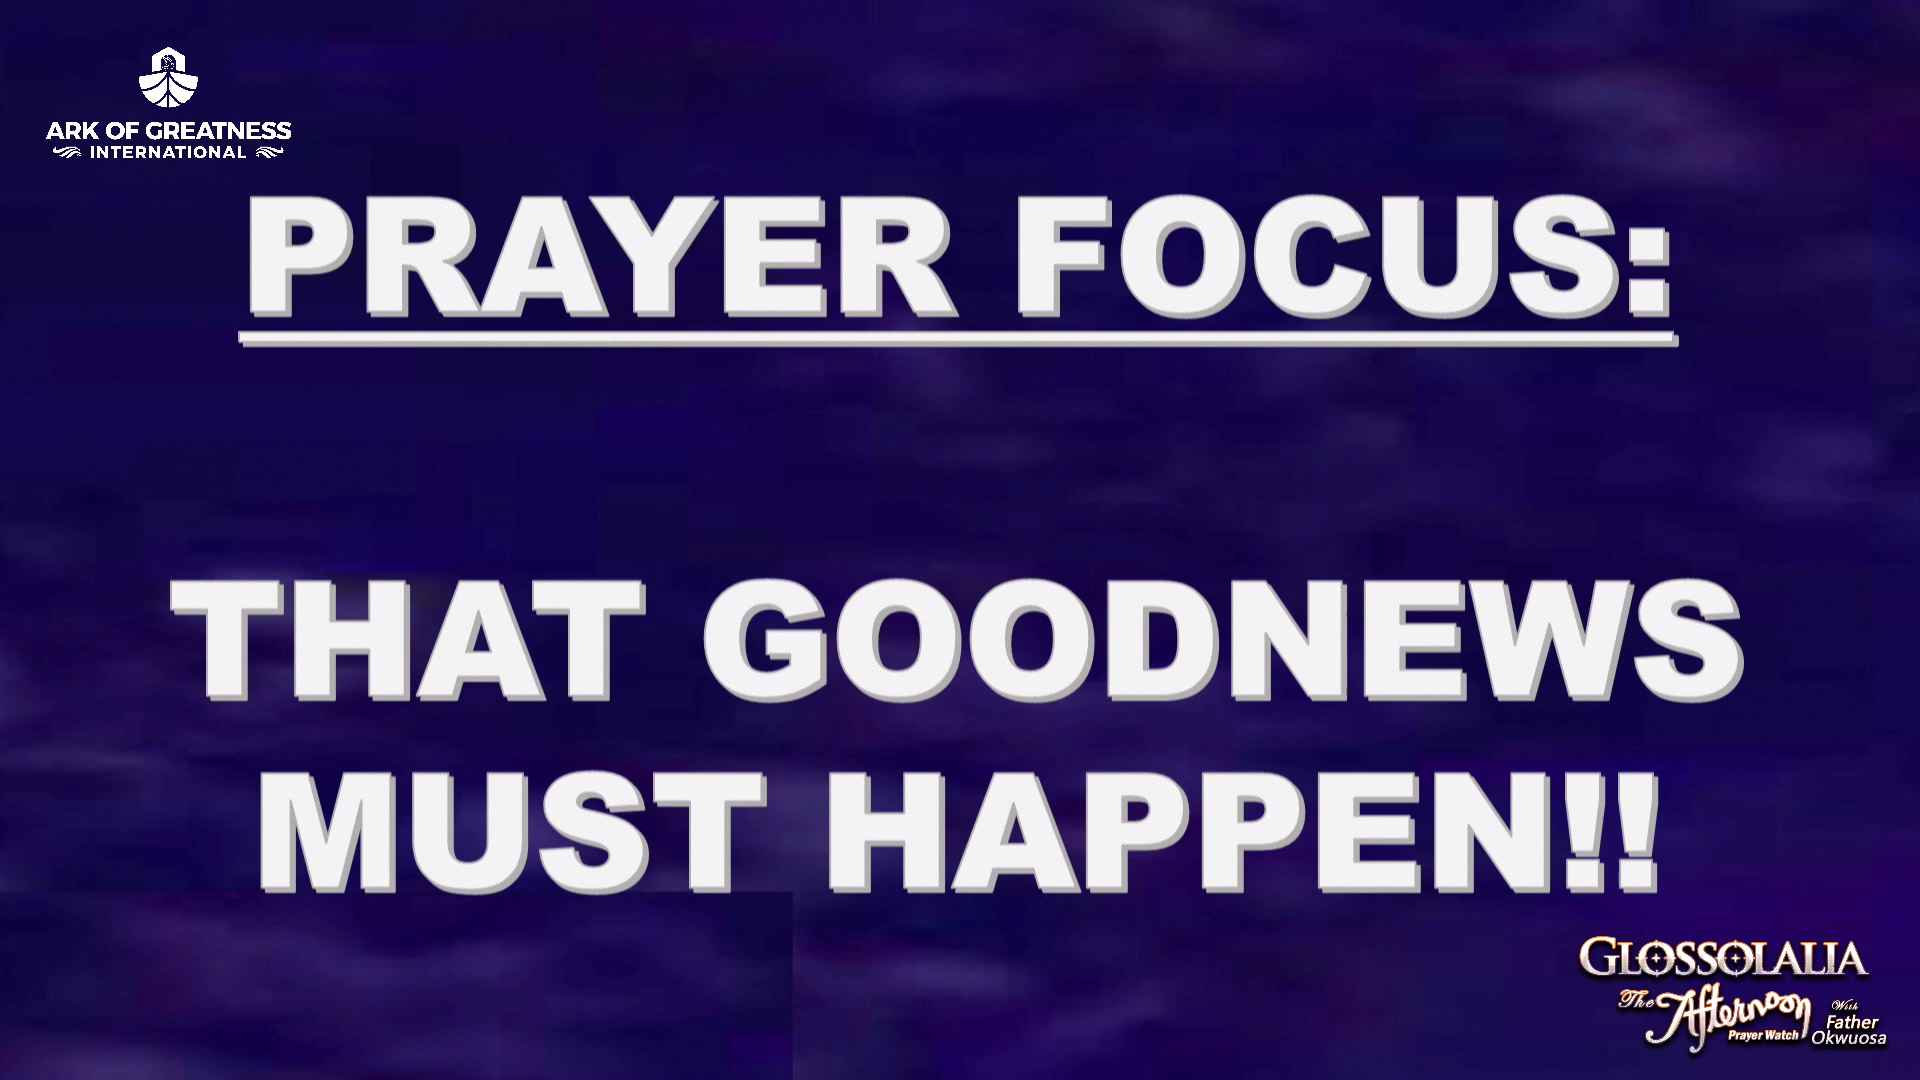 ARK OF GREATNESS
INTERNATIONAL
PRAYER FOCUS:
THAT GOODNEWS
MUST HAPPEN!!
GLOSSOLALIA
The Afternoon
Prayer Watch
With
Father
Okwuosa